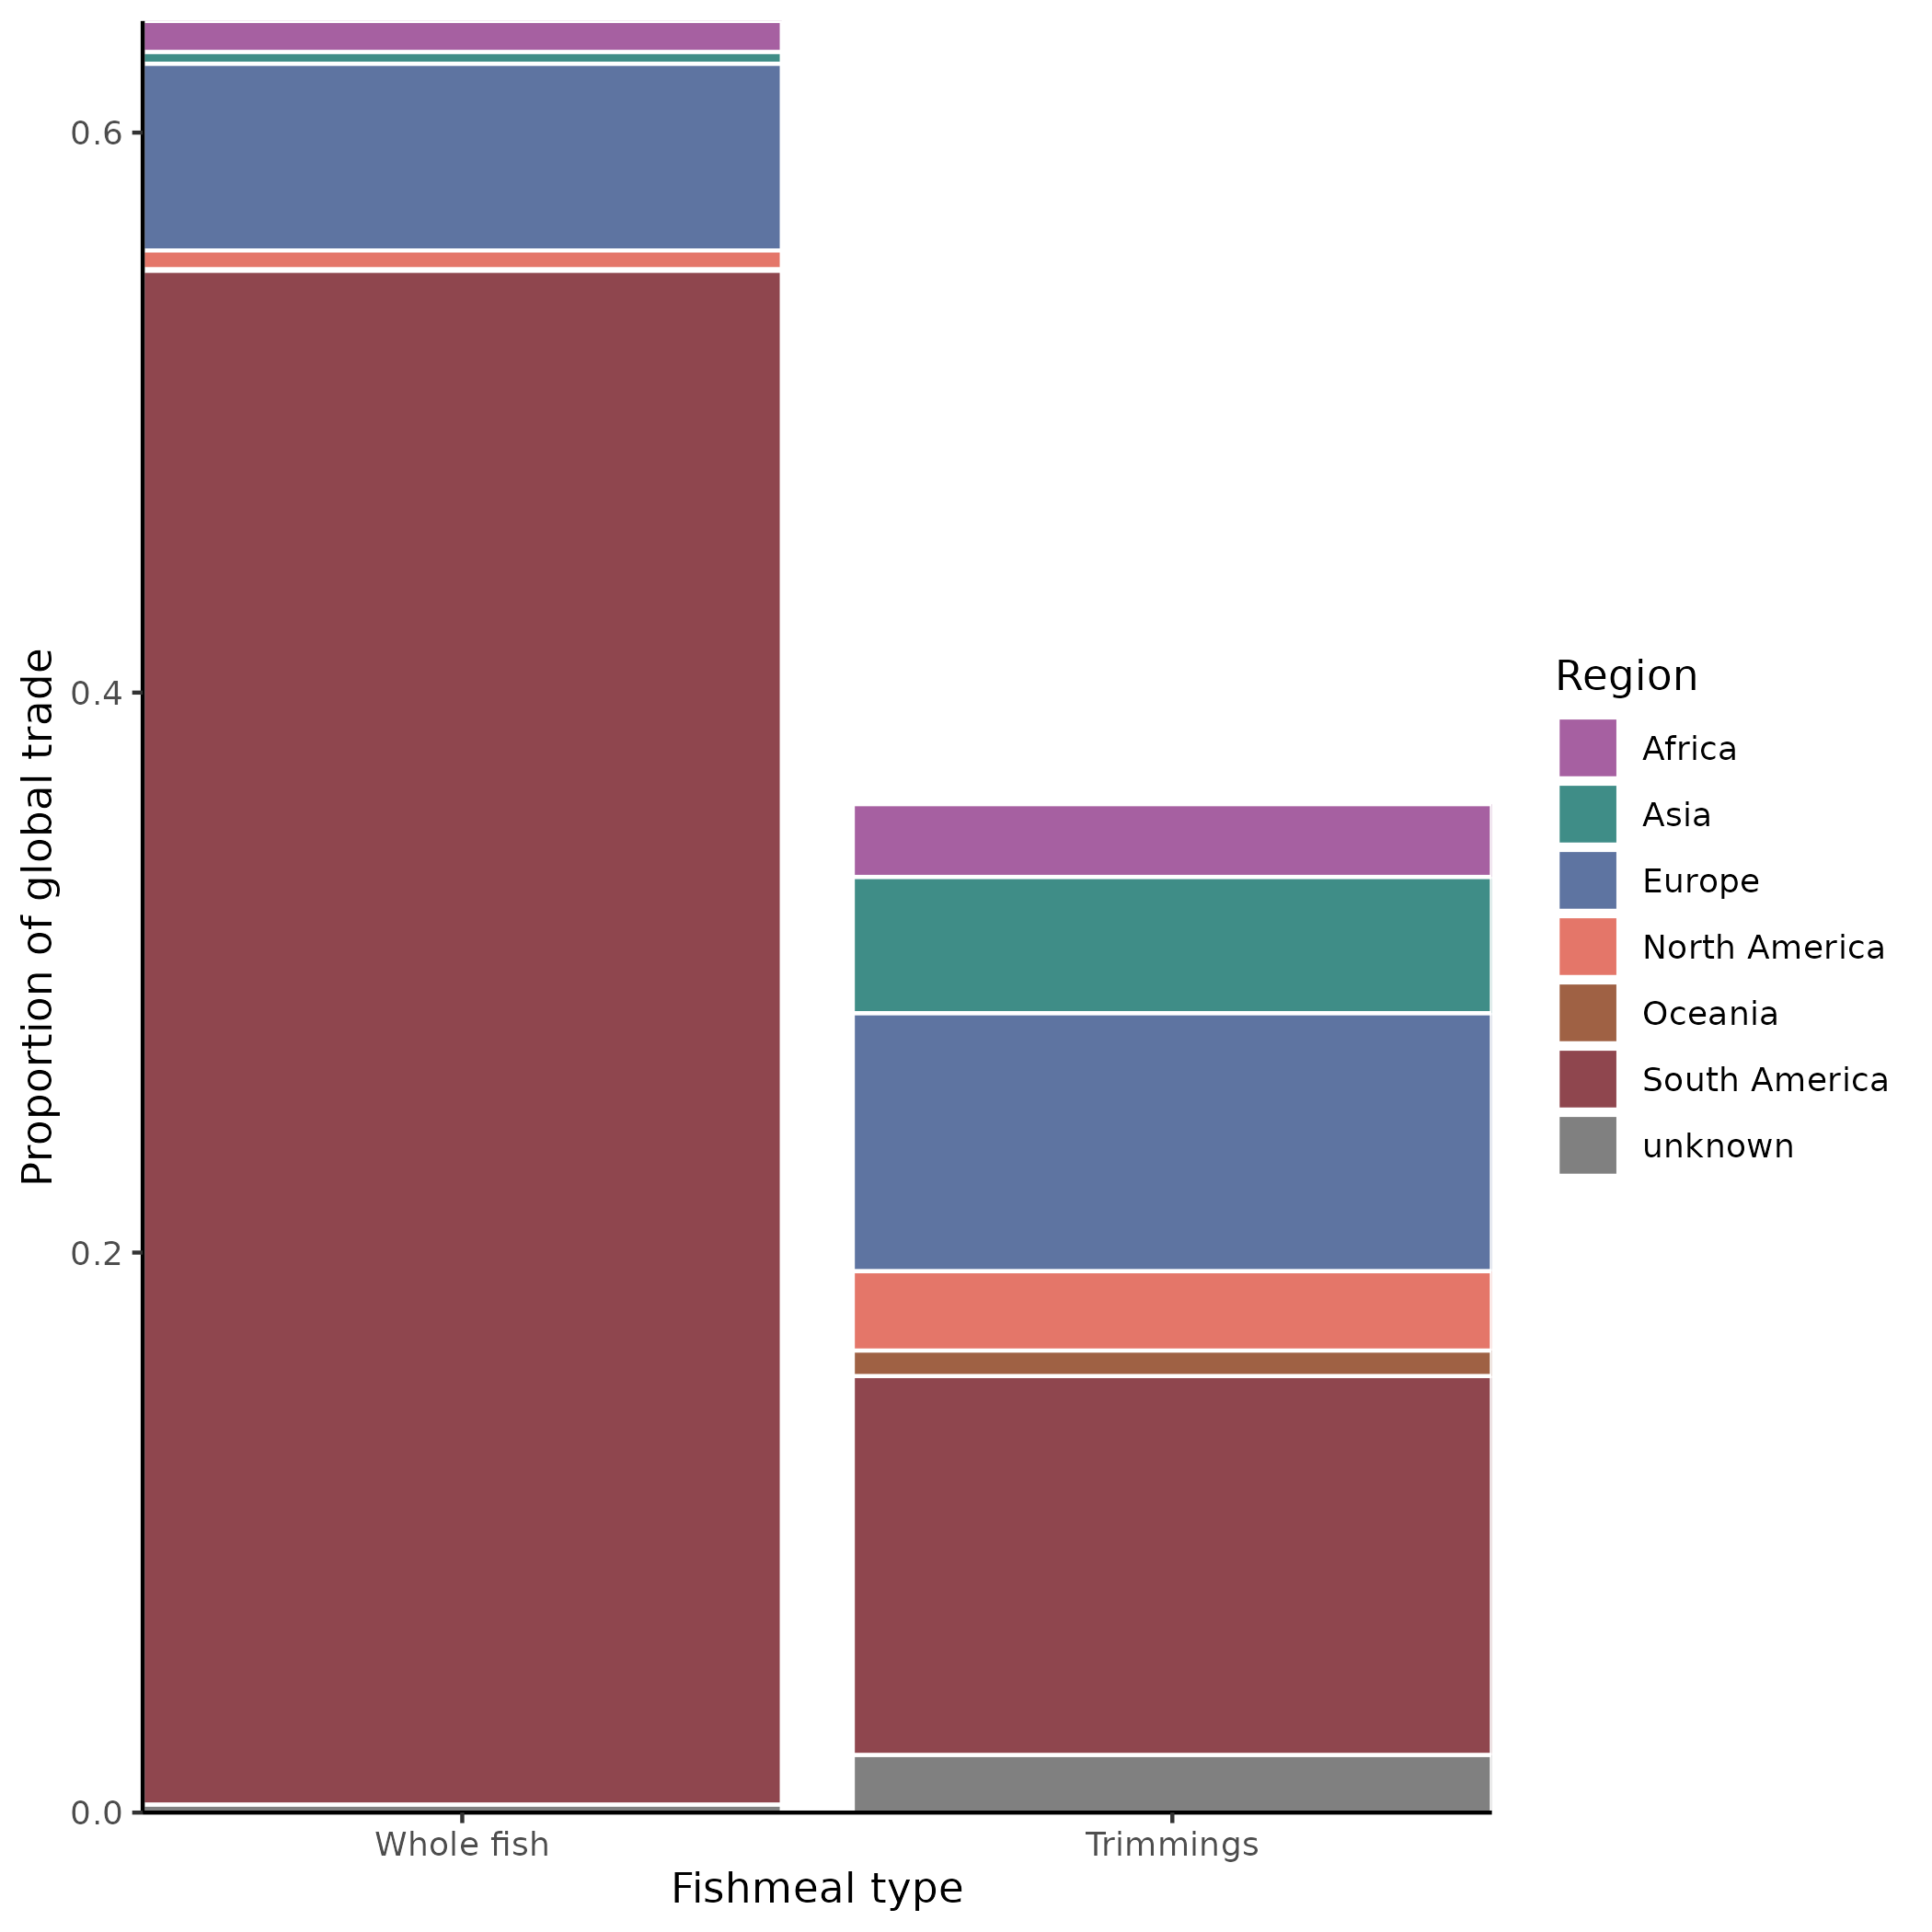 0.6
0.4
0.2
0.0
Proportion of global trade
Whole fish
Trimmings
Fishmeal type
Region
Africa
Asia
Europe
North America
Oceania
South America
unknown